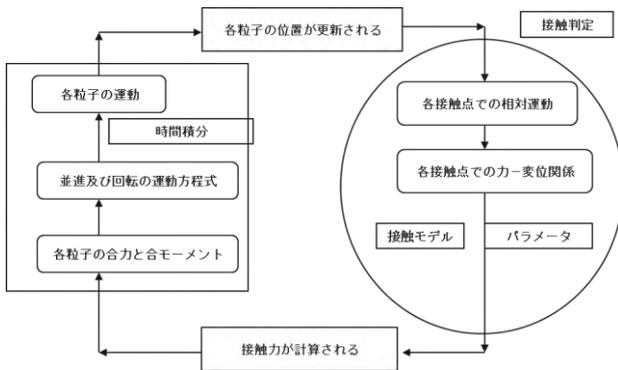 各粒子の位置が更新される
接触判定
各粒子の運動
時間積分
並進及び回転の運動方程式
各粒子の合力と合モーメント
各接触点での相対運動
各接触点での力－変位関係
接触モデル
パラメータ
接触力が計算される